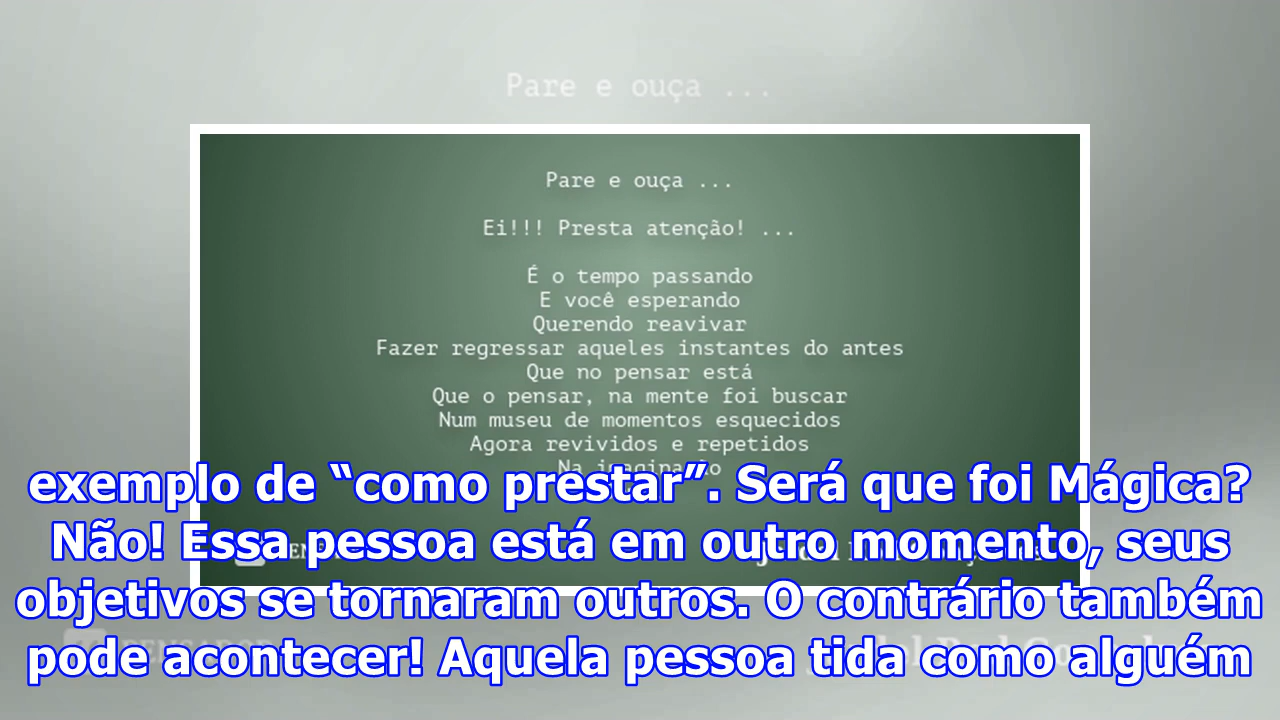 Pare e ouça ...
Pare e ouça ...
Ei!!! Presta atenção! ...
É o tempo passando
E você esperando
Querendo reavivar
Fazer regressar aqueles instantes do antes
Que no pensar está
Que o pensar, na mente foi buscar
Num museu de momentos esquecidos
Agora revividos e repetidos
exemplo de “como prestar”. Será que foi Mágica?
Não! Essa pessoa está em outro momento, seus
objetivos se tornaram outros. O contrário também
pode acontecer! Aquela pessoa tida como alguém